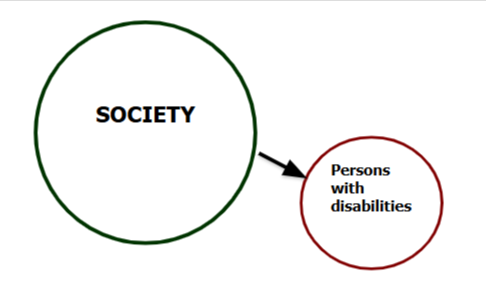 SOCIETY
Persons
with
disabilities